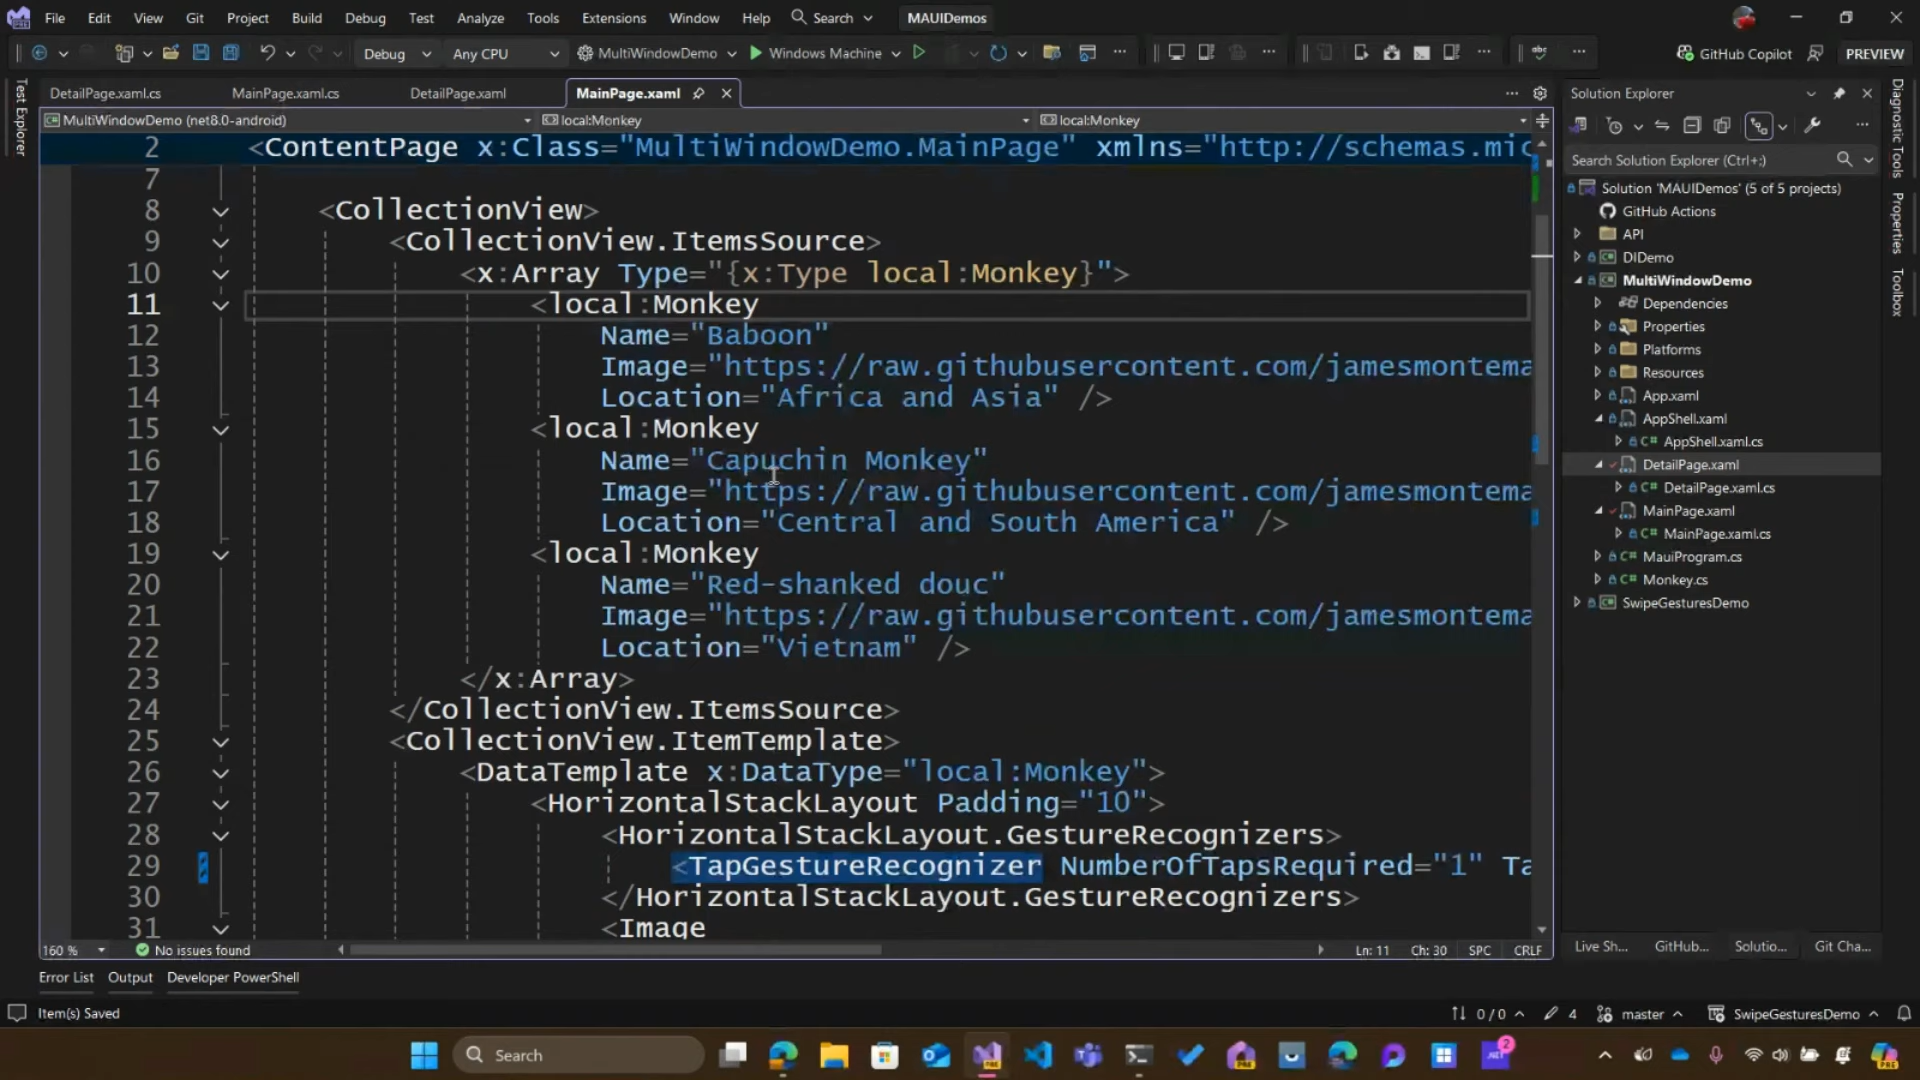 File Edit View Git Project Build Debug Test Analyze Tools Extensions Window Help Search MAUIDemos
Debug Any CPU MultiWindowDemo Windows Machine GitHub Copilot PREVIEW
Test Explorer
DetailPage.xaml.cs MainPage.xaml.cs DetailPage.xaml MainPage.xaml
MultiWindowDemo (net8.0-android) local:Monkey local:Monkey
2 <ContentPage x:Class="MultiWindowDemo.MainPage" xmlns="http://schemas.mic
7
8 <CollectionView>
9 <CollectionView.ItemsSource>
10 <x:Array Type="{x:Type local:Monkey}">
11 <local:Monkey
12 Name="Baboon"
13 Image="https://raw.githubusercontent.com/jamesmontema
14 Location="Africa and Asia" />
15 <local:Monkey
16 Name="Capuchin Monkey"
17 Image="https://raw.githubusercontent.com/jamesmontema
18 Location="Central and South America" />
19 <local:Monkey
20 Name="Red-shanked douc"
21 Image="https://raw.githubusercontent.com/jamesmontema
22 Location="Vietnam" />
23 </x:Array>
24 </CollectionView.ItemsSource>
25 <CollectionView.ItemTemplate>
26 <DataTemplate x:DataType="local:Monkey">
27 <HorizontalStackLayout Padding="10">
28 <HorizontalStackLayout.GestureRecognizers>
29 <TapGestureRecognizer NumberOfTapsRequired="1" Ta
30 </HorizontalStackLayout.GestureRecognizers>
31 <Image
160 % No issues found Ln: 11 Ch: 30 SPC CRLF
Solution Explorer
Search Solution Explorer (Ctrl+;)
Solution 'MAUIDemos' (5 of 5 projects)
GitHub Actions
API
DIDemo
MultiWindowDemo
Dependencies
Properties
Platforms
Resources
App.xaml
AppShell.xaml
C# AppShell.xaml.cs
DetailPage.xaml
C# DetailPage.xaml.cs
MainPage.xaml
C# MainPage.xaml.cs
C# MauiProgram.cs
C# Monkey.cs
SwipeGesturesDemo
Live Sh... GitHub... Solutio... Git Cha...
Diagnostic Tools
Properties
Toolbox
Error List Output Developer PowerShell
Item(s) Saved 0 / 0 4 master SwipeGesturesDemo
Search PRE PRE .NET 2 PRE